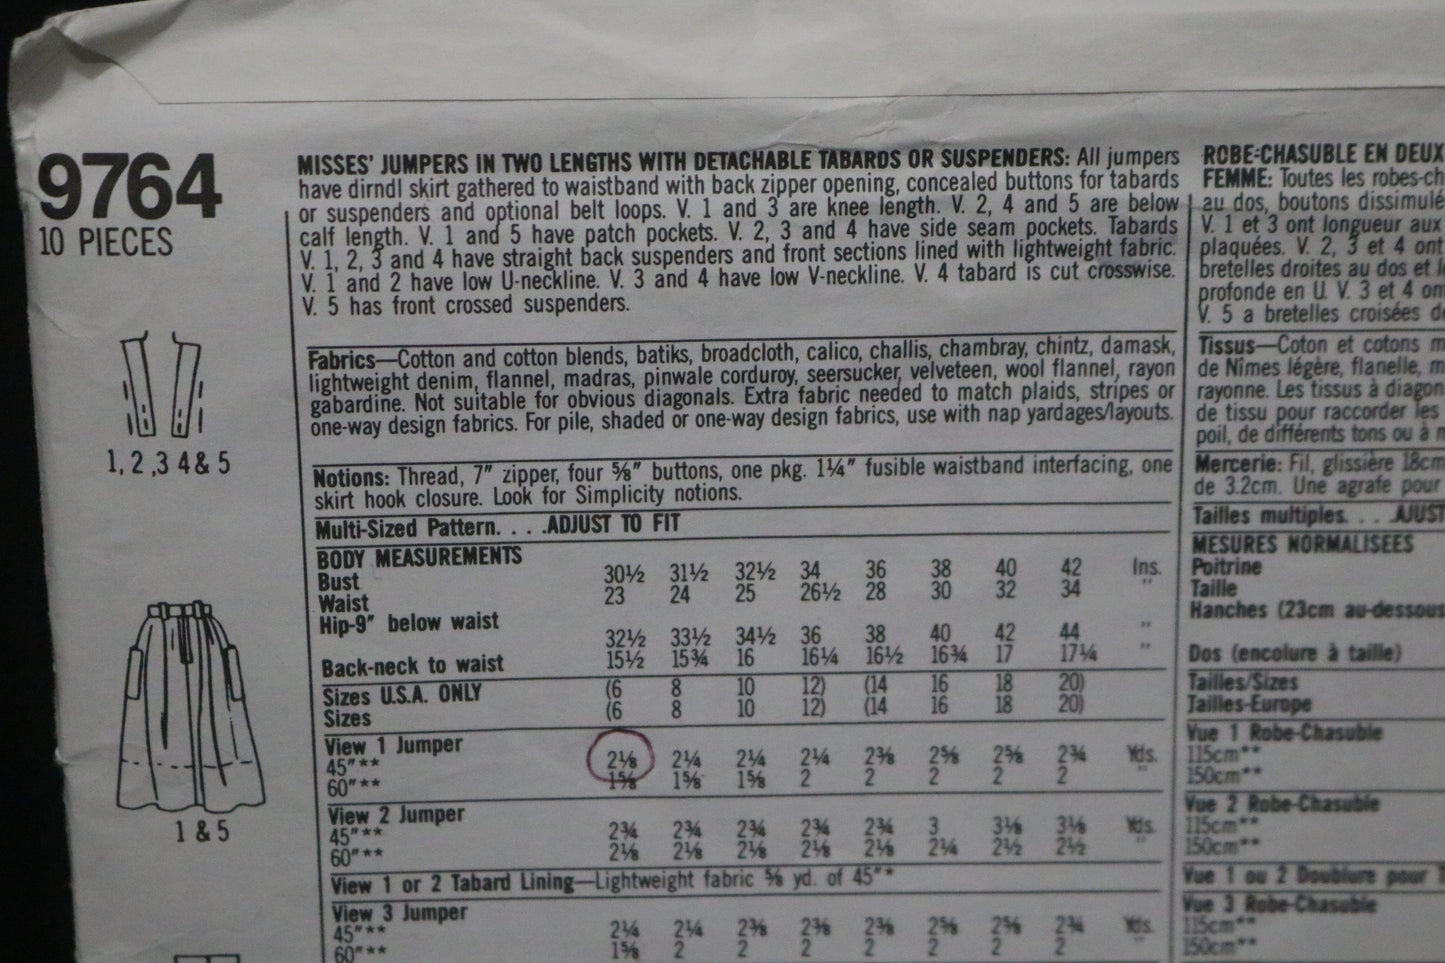 9764
10 PIECES
1, 2 ,3 4 & 5
1 & 5
MISSES' JUMPERS IN TWO LENGTHS WITH DETACHABLE TABARDS OR SUSPENDERS: All jumpers
have dirndl skirt gathered to waistband with back zipper opening, concealed buttons for tabards
or suspenders and optional belt loops. V. 1 and 3 are knee length. V. 2, 4 and 5 are below
calf length. V. 1 and 5 have patch pockets. V. 2, 3 and 4 have side seam pockets. Tabards
V. 1, 2, 3 and 4 have straight back suspenders and front sections lined with lightweight fabric.
V. 1 and 2 have low U-neckline. V. 3 and 4 have low V-neckline. V. 4 tabard is cut crosswise.
V. 5 has front crossed suspenders.
Fabrics—Cotton and cotton blends, batiks, broadcloth, calico, challis, chambray, chintz, damask,
lightweight denim, flannel, madras, pinwale corduroy, seersucker, velveteen, wool flannel, rayon
gabardine. Not suitable for obvious diagonals. Extra fabric needed to match plaids, stripes or
one-way design fabrics. For pile, shaded or one-way design fabrics, use with nap yardages/layouts.
Notions: Thread, 7" zipper, four 5/8" buttons, one pkg. 1¼" fusible waistband interfacing, one
skirt hook closure. Look for Simplicity notions.
Multi-Sized Pattern. . . .ADJUST TO FIT
BODY MEASUREMENTS
Bust 30½ 31½ 32½ 34 36 38 40 42 Ins.
Waist 23 24 25 26½ 28 30 32 34 "
Hip-9" below waist 32½ 33½ 34½ 36 38 40 42 44 "
Back-neck to waist 15½ 15¾ 16 16¼ 16½ 16¾ 17 17¼ "
Sizes U.S.A. ONLY (6 8 10 12) (14 16 18 20)
Sizes (6 8 10 12) (14 16 18 20)
View 1 Jumper
45"** 2⅛ 2¼ 2¼ 2¼ 2⅜ 2⅝ 2⅝ 2¾ Yds.
60"** 1⅝ 1⅝ 1⅝ 2 2 2 2 2 "
View 2 Jumper
45"** 2¾ 2¾ 2¾ 2¾ 2¾ 3 3⅛ 3⅛ Yds.
60"** 2⅛ 2⅛ 2⅛ 2⅛ 2⅛ 2¼ 2½ 2½ "
View 1 or 2 Tabard Lining—Lightweight fabric ⅝ yd. of 45"*
View 3 Jumper
45"** 2¼ 2¼ 2⅜ 2⅜ 2⅜ 2⅝ 2⅝ 2¾ Yds.
60"** 1⅝ 2 2 2 2 2 2 2 "
ROBE-CHASUBLE EN DEUX
FEMME: Toutes les robes-ch
au dos, boutons dissimulé
V. 1 et 3 ont longueur aux
plaquées. V. 2, 3 et 4 ont
bretelles droites au dos et l
profonde en U. V. 3 et 4 on
V. 5 a bretelles croisées d
Tissus—Coton et cotons m
de Nîmes légère, flanelle, m
rayonne. Les tissus à diagon
de tissu pour raccorder les
poil, de différents tons ou à m
Mercerie: Fil, glissière 18cm
de 3.2cm. Une agrafe pour
Tailles multiples. . . .AJUST
MESURES NORMALISEES
Poitrine
Taille
Hanches (23cm au-dessous
Dos (encolure à taille)
Tailles/Sizes
Tailles-Europe
Vue 1 Robe-Chasuble
115cm**
150cm**
Vue 2 Robe-Chasuble
115cm**
150cm**
Vue 1 ou 2 Doublure pour
Vue 3 Robe-Chasuble
115cm**
150cm**